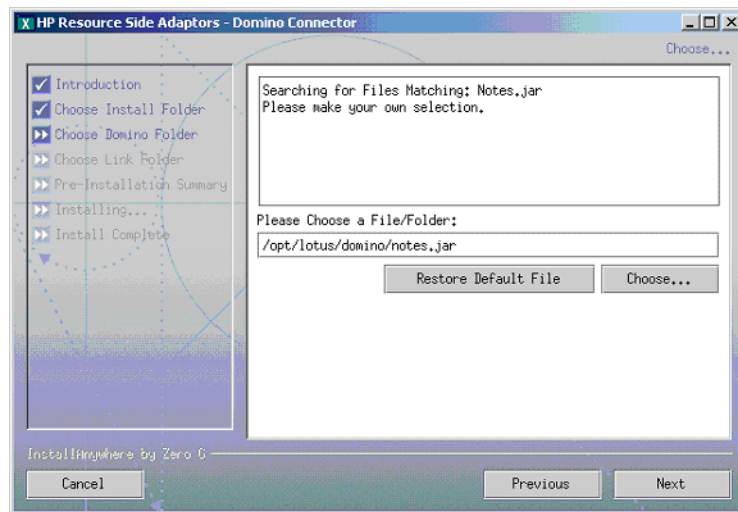 HP Resource Side Adaptors - Domino Connector
Choose...
Introduction
Choose Install Folder
Choose Domino Folder
Choose Link Folder
Pre-Installation Summary
Installing...
Install Complete
Searching for Files Matching: Notes.jar
Please make your own selection.
Please Choose a File/Folder:
/opt/lotus/domino/notes.jar
Restore Default File
Choose...
InstallAnywhere by Zero G
Cancel
Previous
Next